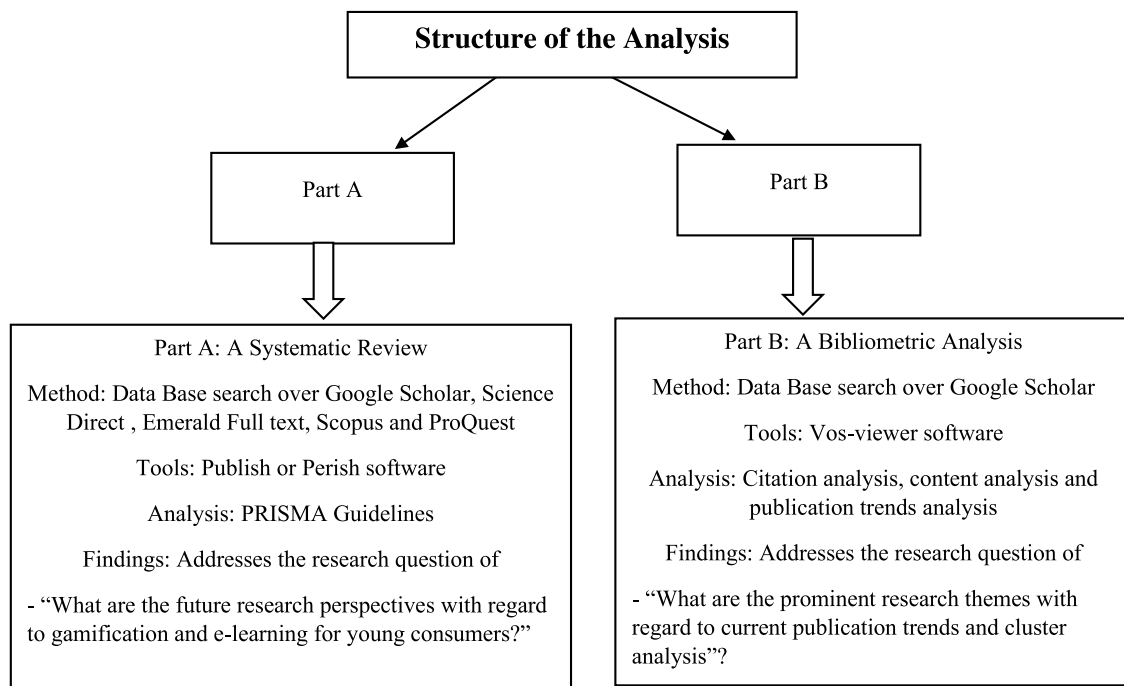 Structure of the Analysis
Part A
Part B
Part A: A Systematic Review
Method: Data Base search over Google Scholar, Science
Direct , Emerald Full text, Scopus and ProQuest
Tools: Publish or Perish software
Analysis: PRISMA Guidelines
Findings: Addresses the research question of
- “What are the future research perspectives with regard
to gamification and e-learning for young consumers?”
Part B: A Bibliometric Analysis
Method: Data Base search over Google Scholar
Tools: Vos-viewer software
Analysis: Citation analysis, content analysis and
publication trends analysis
Findings: Addresses the research question of
- “What are the prominent research themes with
regard to current publication trends and cluster
analysis”?